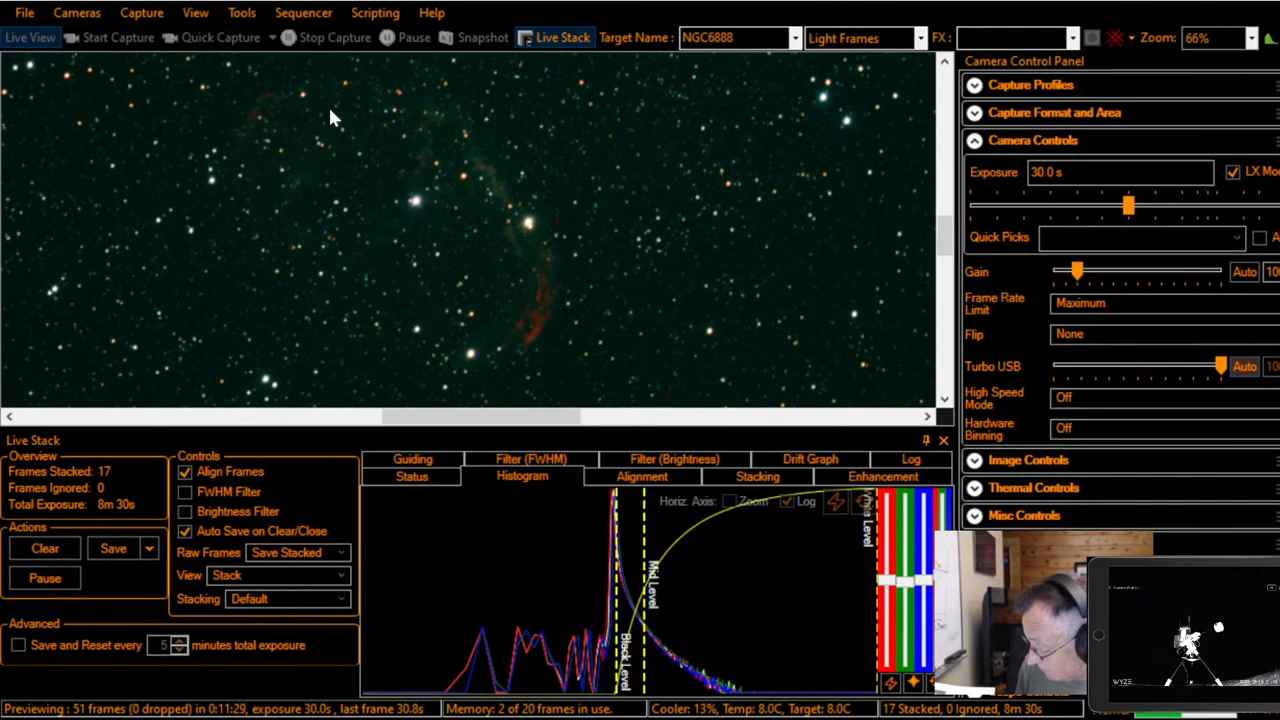 File Cameras Capture View Tools Sequencer Scripting Help
Live View Start Capture Quick Capture Stop Capture Pause Snapshot Live Stack Target Name : NGC6888 Light Frames FX : Zoom: 66%
Camera Control Panel
Capture Profiles
Capture Format and Area
Camera Controls
Exposure 30.0 s LX Mo
Quick Picks A
Gain Auto 10
Frame Rate Limit Maximum
Flip None
Turbo USB Auto 10
High Speed Mode Off
Hardware Binning Off
Image Controls
Thermal Controls
Misc Controls
Live Stack
Overview
Frames Stacked: 17
Frames Ignored: 0
Total Exposure: 8m 30s
Actions
Clear Save
Pause
Controls
Align Frames
FWHM Filter
Brightness Filter
Auto Save on Clear/Close
Raw Frames Save Stacked
View Stack
Stacking Default
Advanced
Save and Reset every 5 minutes total exposure
Guiding Filter (FWHM) Filter (Brightness) Drift Graph Log
Status Histogram Alignment Stacking Enhancement
Horiz. Axis: Zoom Log
Black Level
Mid Level
White Level
WYZE
Previewing : 51 frames (0 dropped) in 0:11:29, exposure 30.0s , last frame 30.8s Memory: 2 of 20 frames in use. Cooler: 13%, Temp: 8.0C, Target: 8.0C 17 Stacked, 0 Ignored, 8m 30s